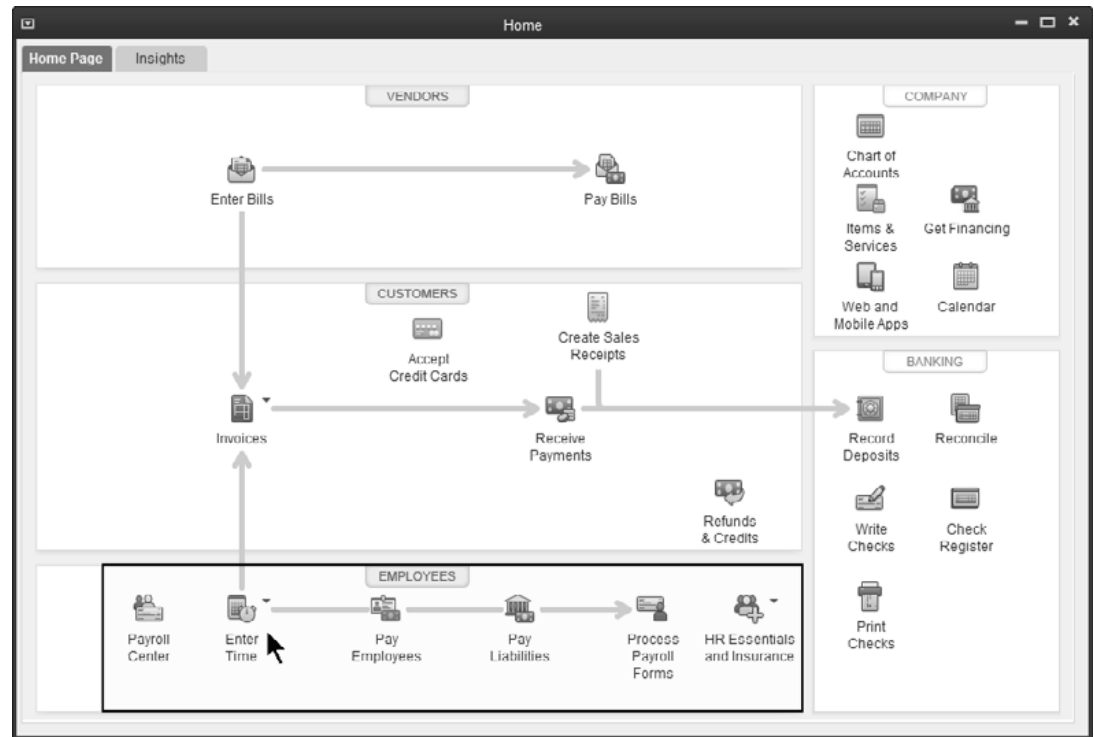 Home
Home Page
Insights
VENDORS
Enter Bills
Pay Bills
CUSTOMERS
Accept
Credit Cards
Create Sales
Receipts
Invoices
Receive
Payments
Refunds
& Credits
EMPLOYEES
Payroll
Center
Enter
Time
Pay
Employees
Pay
Liabilities
Process
Payroll
Forms
HR Essentials
and Insurance
COMPANY
Chart of
Accounts
Items &
Services
Get Financing
Web and
Mobile Apps
Calendar
BANKING
Record
Deposits
Reconcile
Write
Checks
Check
Register
Print
Checks